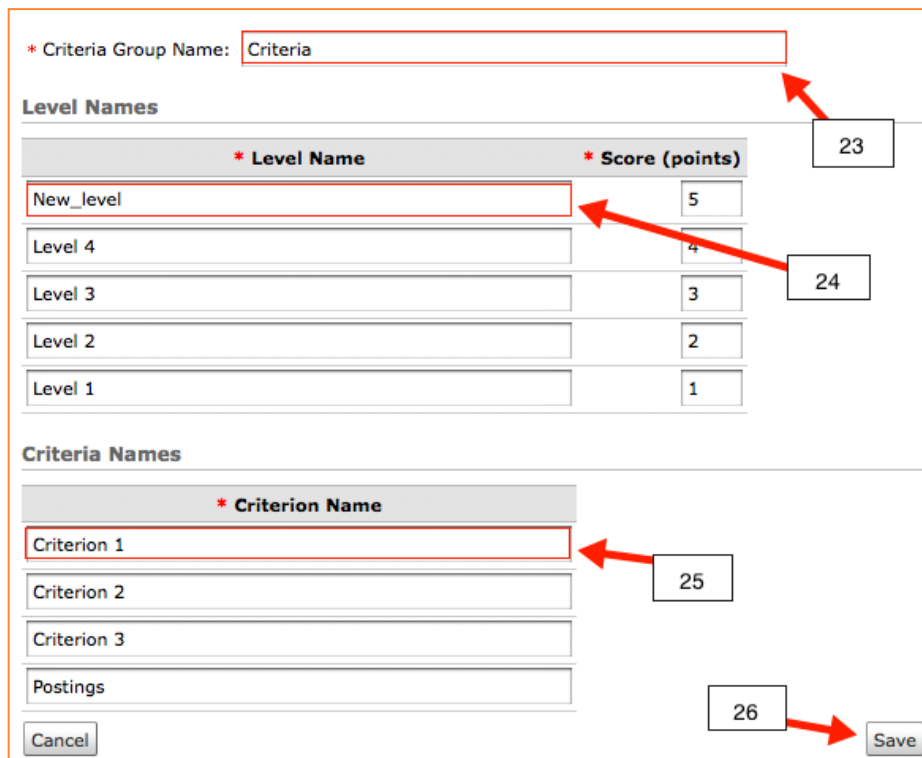 * Criteria Group Name: Criteria
23
Level Names
* Level Name * Score (points)
New_level 5
Level 4 4
24
Level 3 3
Level 2 2
Level 1 1
Criteria Names
* Criterion Name
Criterion 1
25
Criterion 2
Criterion 3
Postings
26
Cancel Save